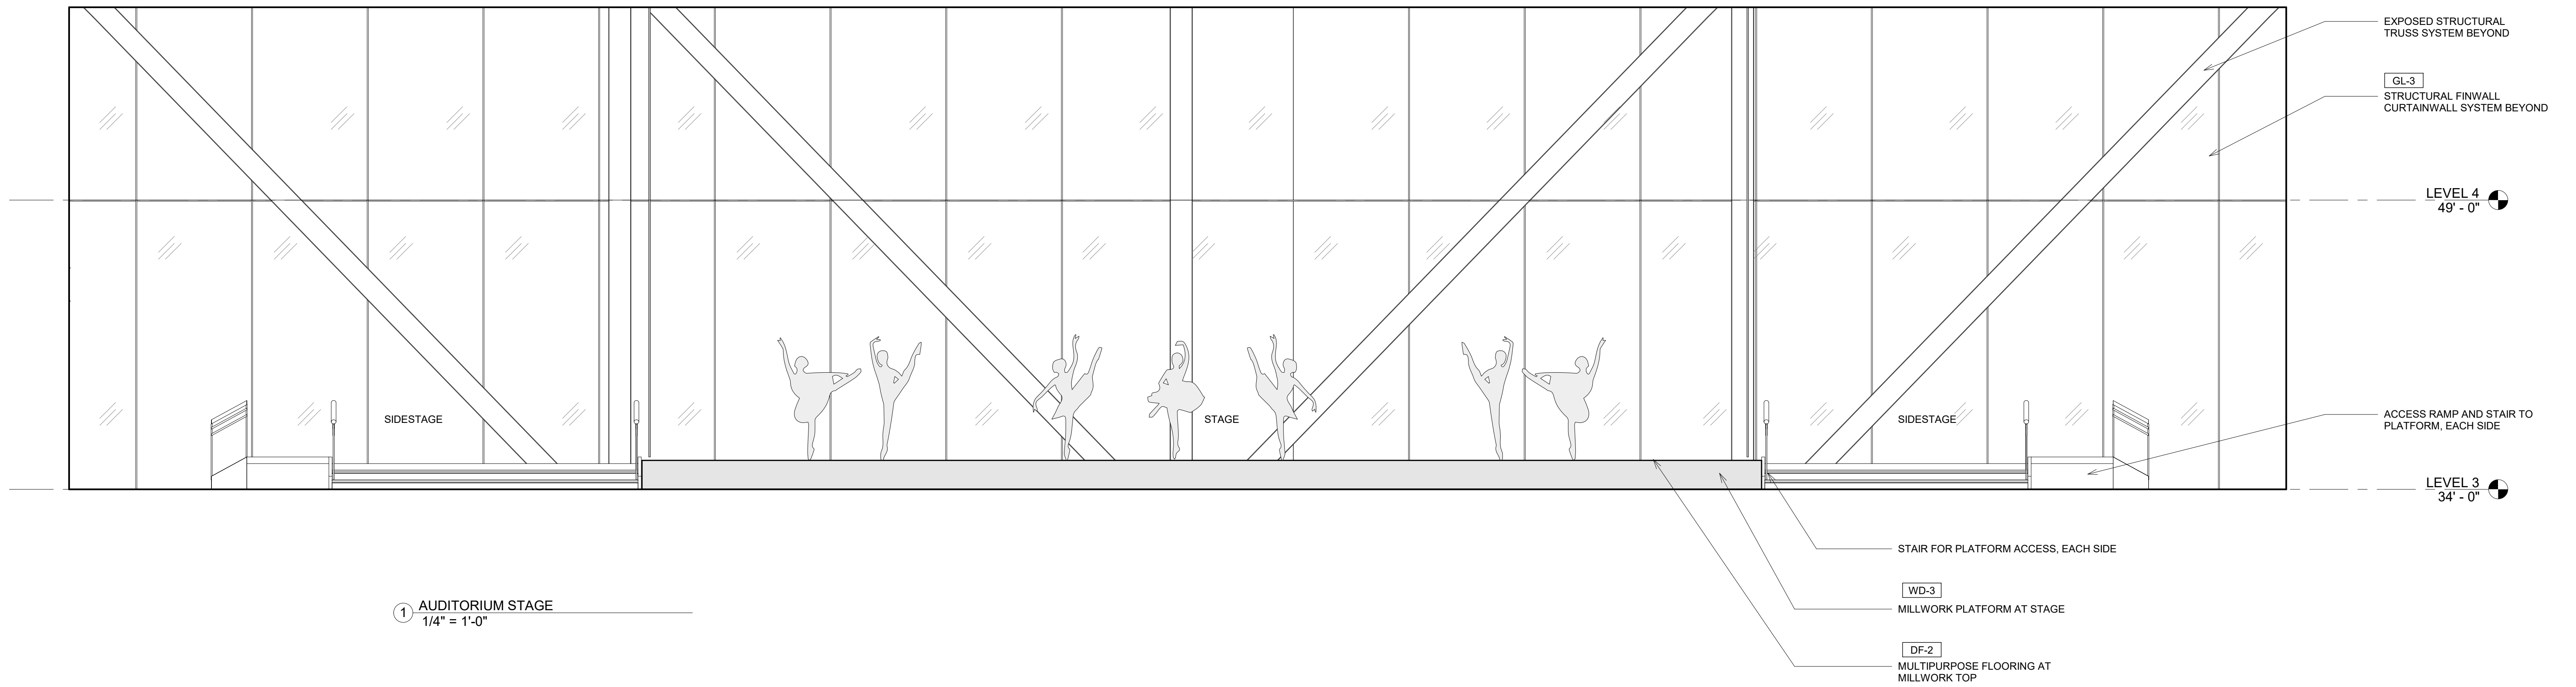 EXPOSED STRUCTURAL
TRUSS SYSTEM BEYOND
GL-3
STRUCTURAL FINWALL
CURTAINWALL SYSTEM BEYOND
LEVEL 4
49' - 0"
SIDESTAGE
STAGE
SIDESTAGE
ACCESS RAMP AND STAIR TO
PLATFORM, EACH SIDE
LEVEL 3
34' - 0"
STAIR FOR PLATFORM ACCESS, EACH SIDE
WD-3
MILLWORK PLATFORM AT STAGE
1 AUDITORIUM STAGE
1/4" = 1'-0"
DF-2
MULTIPURPOSE FLOORING AT
MILLWORK TOP